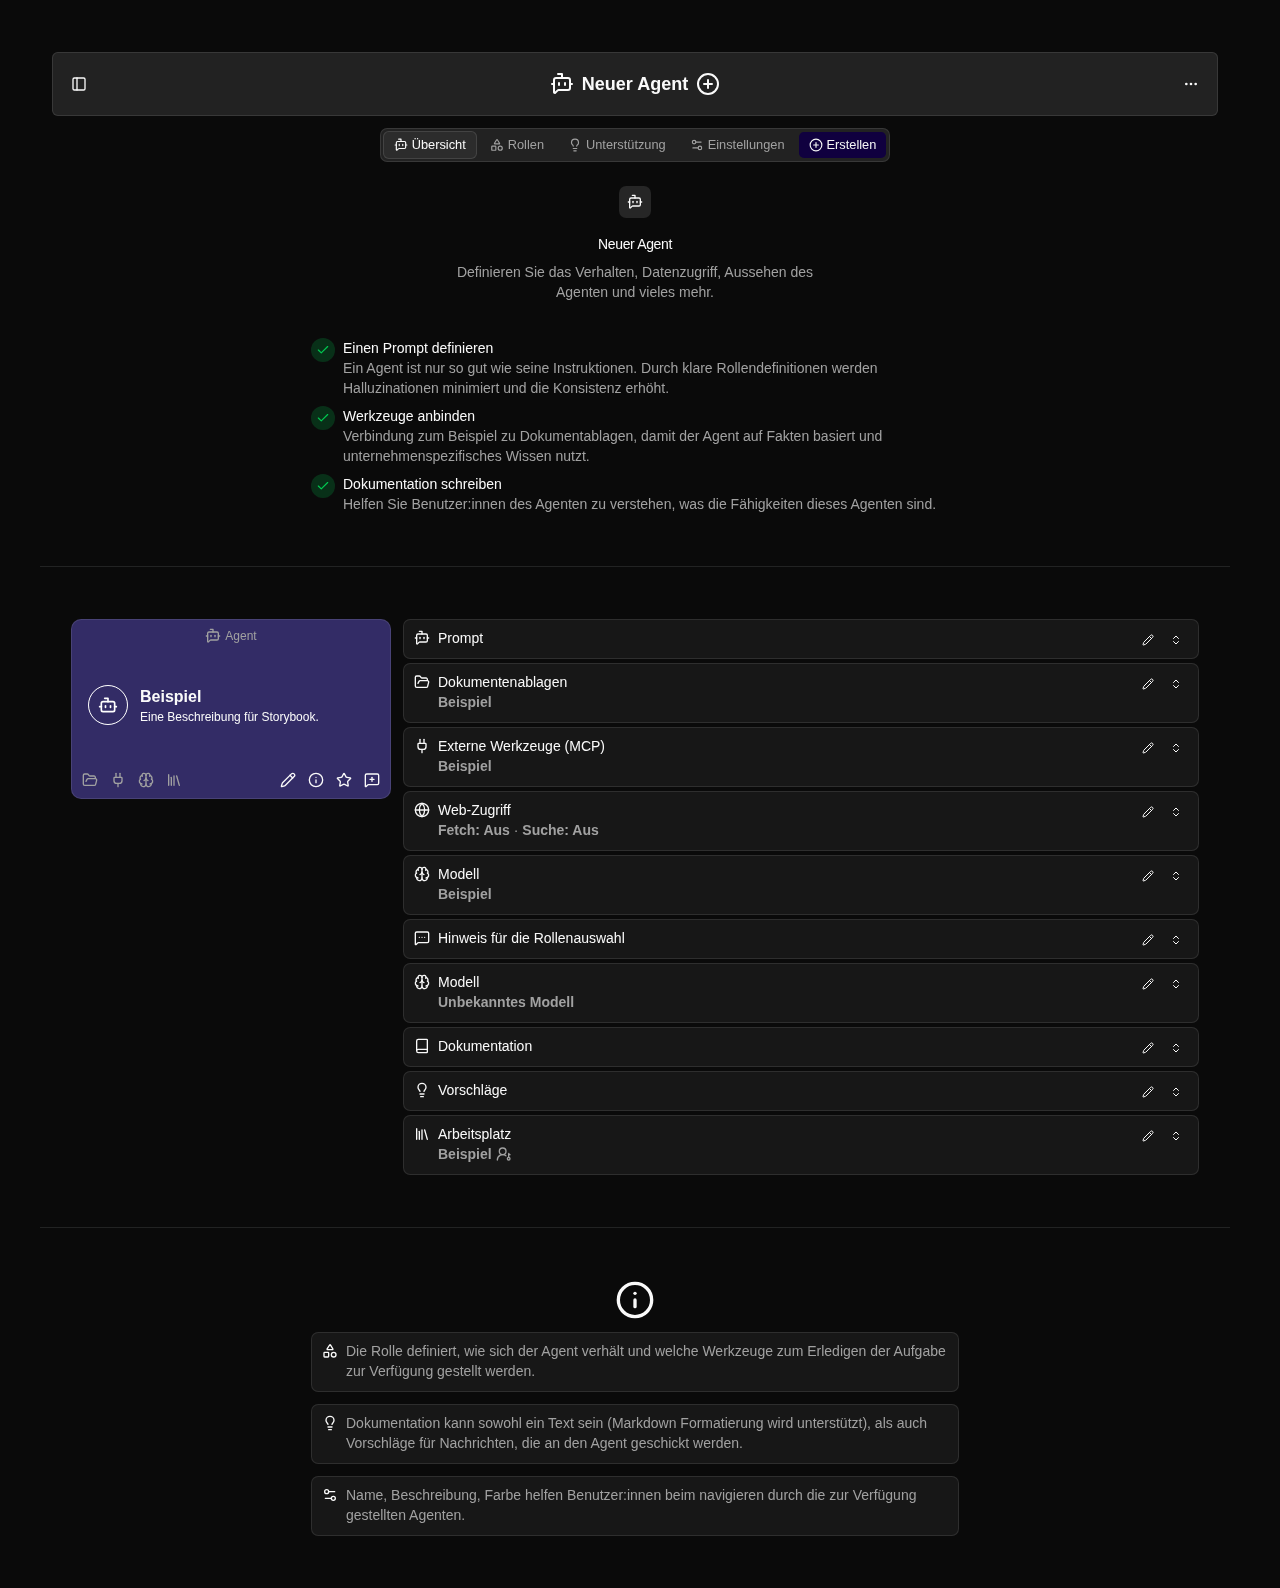 Neuer Agent
Übersicht
Rollen
Unterstützung
Einstellungen
Erstellen
Neuer Agent
Definieren Sie das Verhalten, Datenzugriff, Aussehen des
Agenten und vieles mehr.
Einen Prompt definieren
Ein Agent ist nur so gut wie seine Instruktionen. Durch klare Rollendefinitionen werden
Halluzinationen minimiert und die Konsistenz erhöht.
Werkzeuge anbinden
Verbindung zum Beispiel zu Dokumentablagen, damit der Agent auf Fakten basiert und
unternehmenspezifisches Wissen nutzt.
Dokumentation schreiben
Helfen Sie Benutzer:innen des Agenten zu verstehen, was die Fähigkeiten dieses Agenten sind.
Agent
Beispiel
Eine Beschreibung für Storybook.
Prompt
Dokumentenablagen
Beispiel
Externe Werkzeuge (MCP)
Beispiel
Web-Zugriff
Fetch: Aus · Suche: Aus
Modell
Beispiel
Hinweis für die Rollenauswahl
Modell
Unbekanntes Modell
Dokumentation
Vorschläge
Arbeitsplatz
Beispiel
Die Rolle definiert, wie sich der Agent verhält und welche Werkzeuge zum Erledigen der Aufgabe
zur Verfügung gestellt werden.
Dokumentation kann sowohl ein Text sein (Markdown Formatierung wird unterstützt), als auch
Vorschläge für Nachrichten, die an den Agent geschickt werden.
Name, Beschreibung, Farbe helfen Benutzer:innen beim navigieren durch die zur Verfügung
gestellten Agenten.